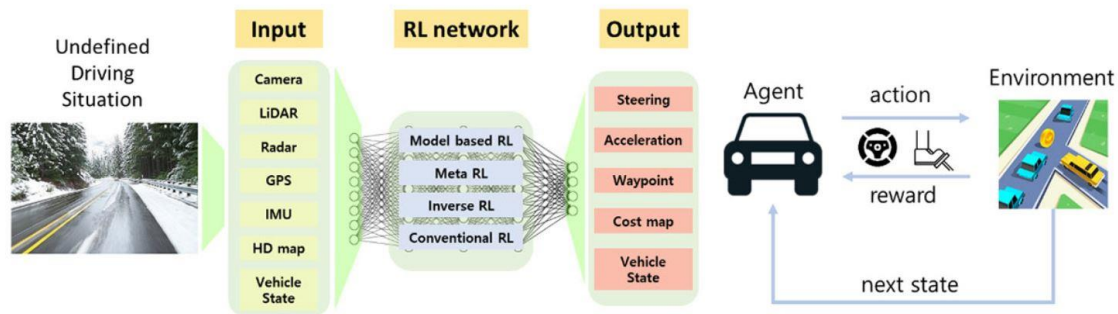 Undefined
Driving
Situation
Input
Camera
LiDAR
Radar
GPS
IMU
HD map
Vehicle
State
RL network
Model based RL
Meta RL
Inverse RL
Conventional RL
Output
Steering
Acceleration
Waypoint
Cost map
Vehicle
State
Agent
action
reward
Environment
next state